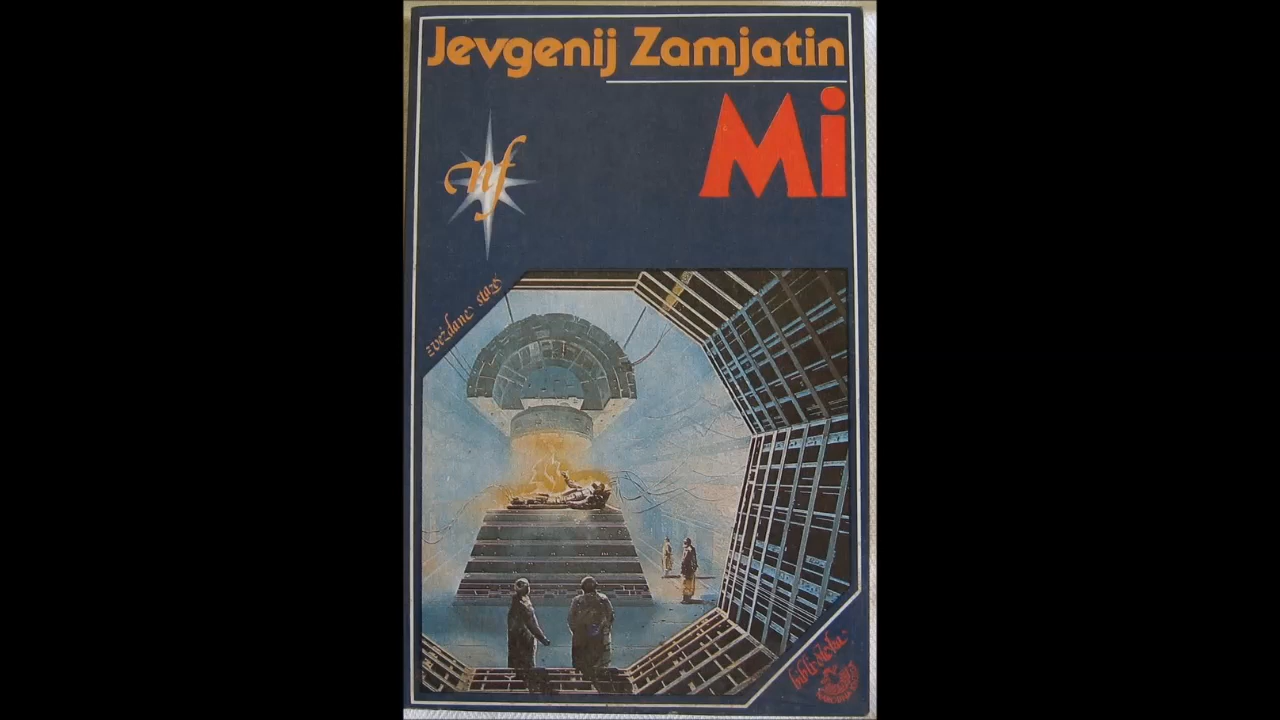 Jevgenij Zamjatin
Mi
nf
zvezdane staze
biblioteka